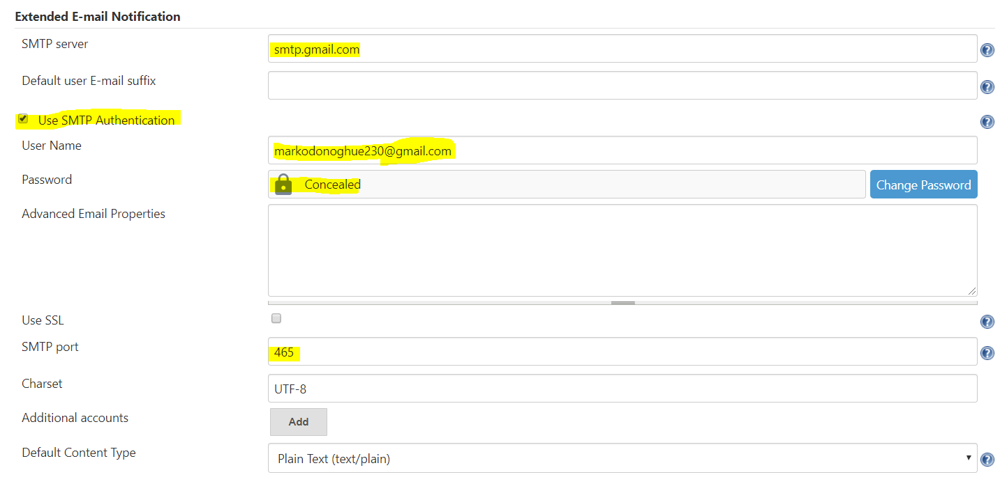 Extended E-mail Notification
SMTP server
smtp.gmail.com
?
Default user E-mail suffix
?
Use SMTP Authentication
?
User Name
markodonoghue230@gmail.com
Password
Concealed
Change Password
Advanced Email Properties
Use SSL
?
SMTP port
465
?
Charset
UTF-8
Additional accounts
Add
Default Content Type
Plain Text (text/plain)
?